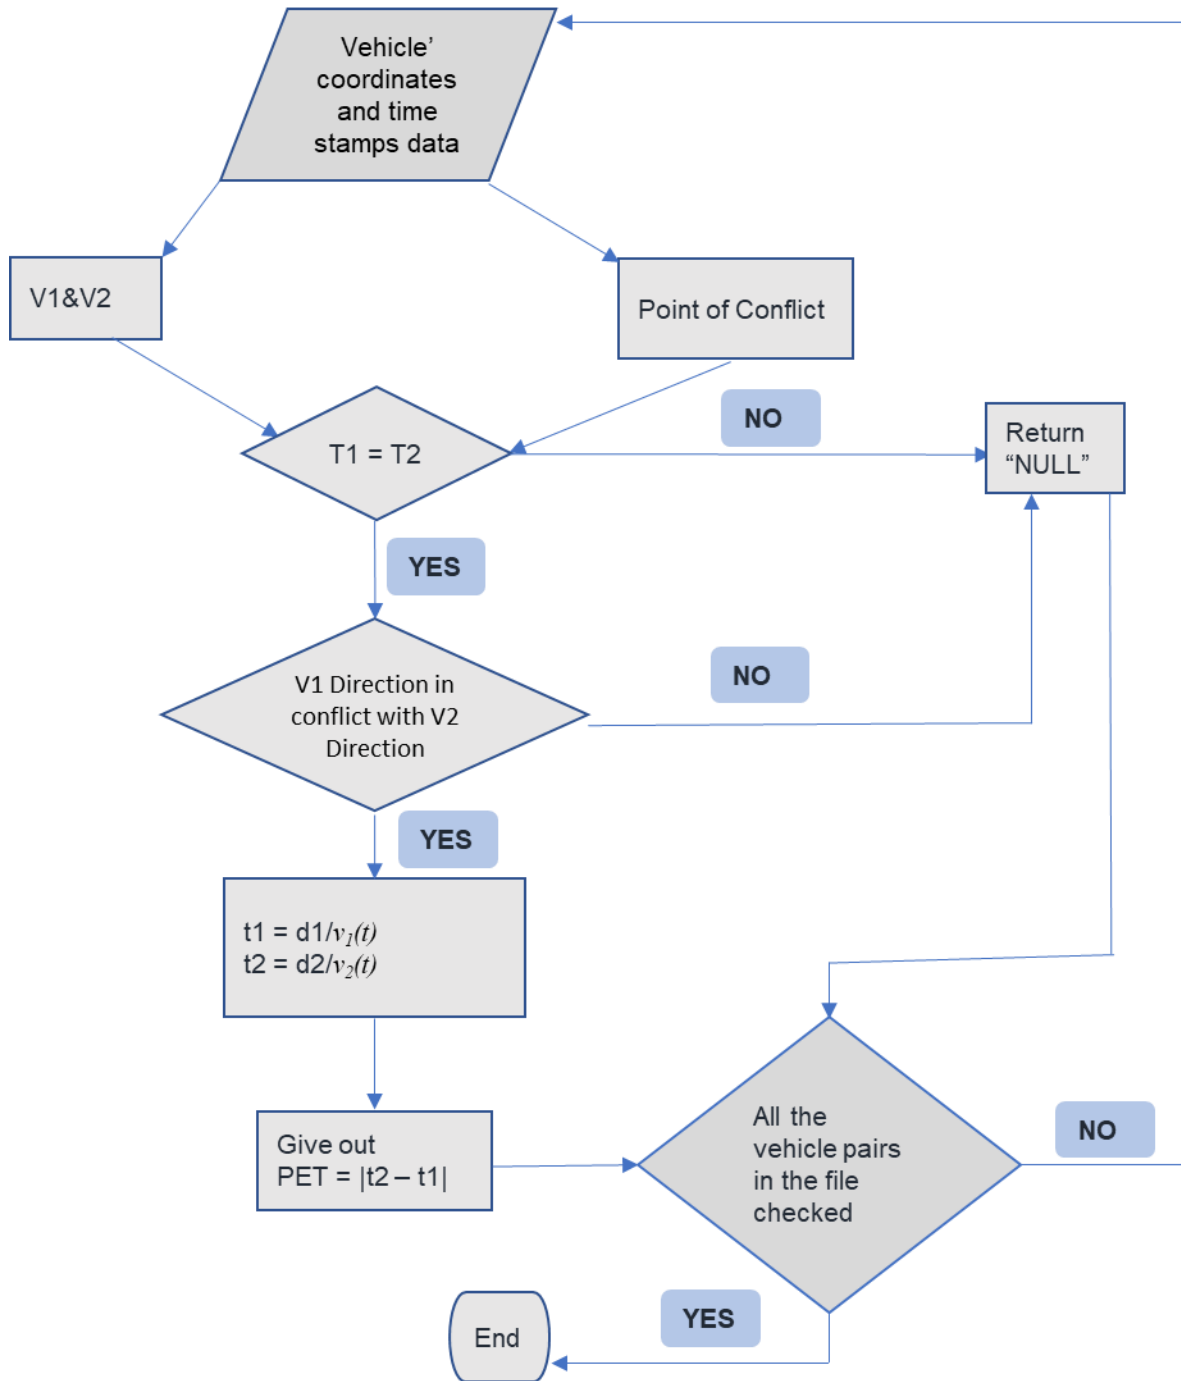 Vehicle’
coordinates
and time
stamps data
V1&V2
Point of Conflict
T1 = T2
NO
Return
“NULL”
YES
V1 Direction in
conflict with V2
Direction
NO
YES
t1 = d1/v₁(t)
t2 = d2/v₂(t)
Give out
PET = |t2 – t1|
All the
vehicle pairs
in the file
checked
NO
YES
End